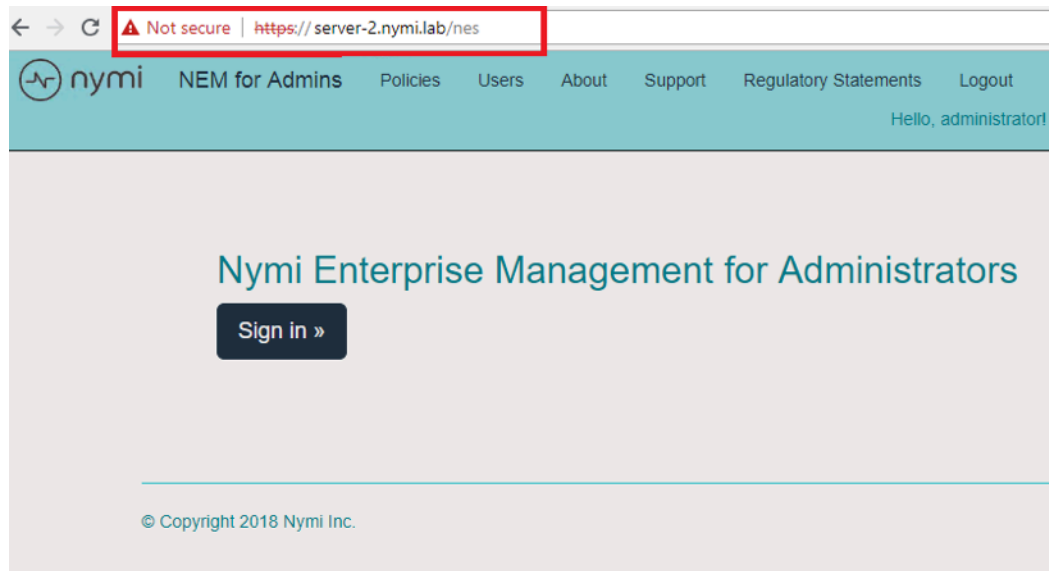 Not secure | https://server-2.nymi.lab/nes
nymi NEM for Admins Policies Users About Support Regulatory Statements Logout
Hello, administrator!
Nymi Enterprise Management for Administrators
Sign in »
© Copyright 2018 Nymi Inc.